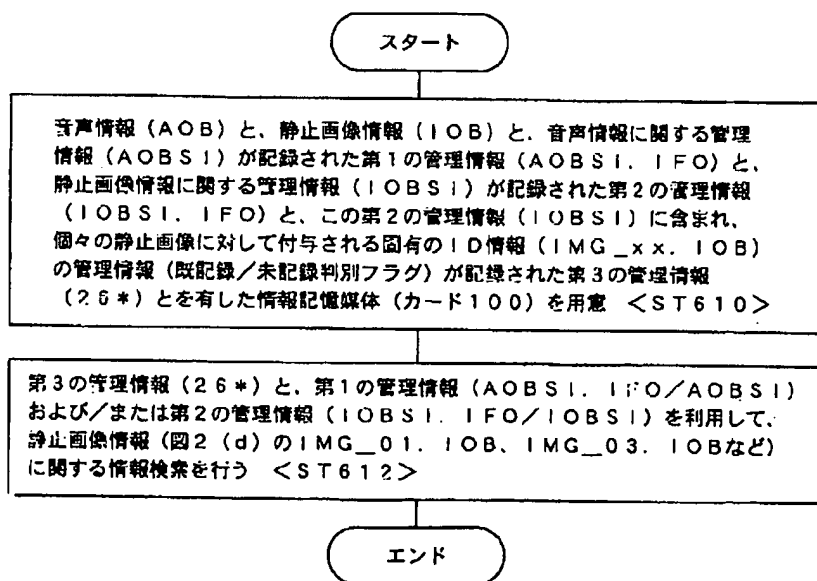 スタート
音声情報(AOB)と、静止画像情報(IOB)と、音声情報に関する管理
情報(AOBSI)が記録された第1の管理情報(AOBSI.IFO)と、
静止画像情報に関する管理情報(IOBSI)が記録された第2の管理情報
(IOBSI.IFO)と、この第2の管理情報(IOBSI)に含まれ、
個々の静止画像に対して付与される固有のID情報(IMG_xx.IOB)
の管理情報(既記録/未記録判別フラグ)が記録された第3の管理情報
(26*)とを有した情報記憶媒体(カード100)を用意 <ST610>
第3の管理情報(26*)と、第1の管理情報(AOBSI.IFO/AOBSI)
および/または第2の管理情報(IOBSI.IFO/IOBSI)を利用して、
静止画像情報(図2(d)のIMG_01.IOB、IMG_03.IOBなど)
に関する情報検索を行う <ST612>
エンド